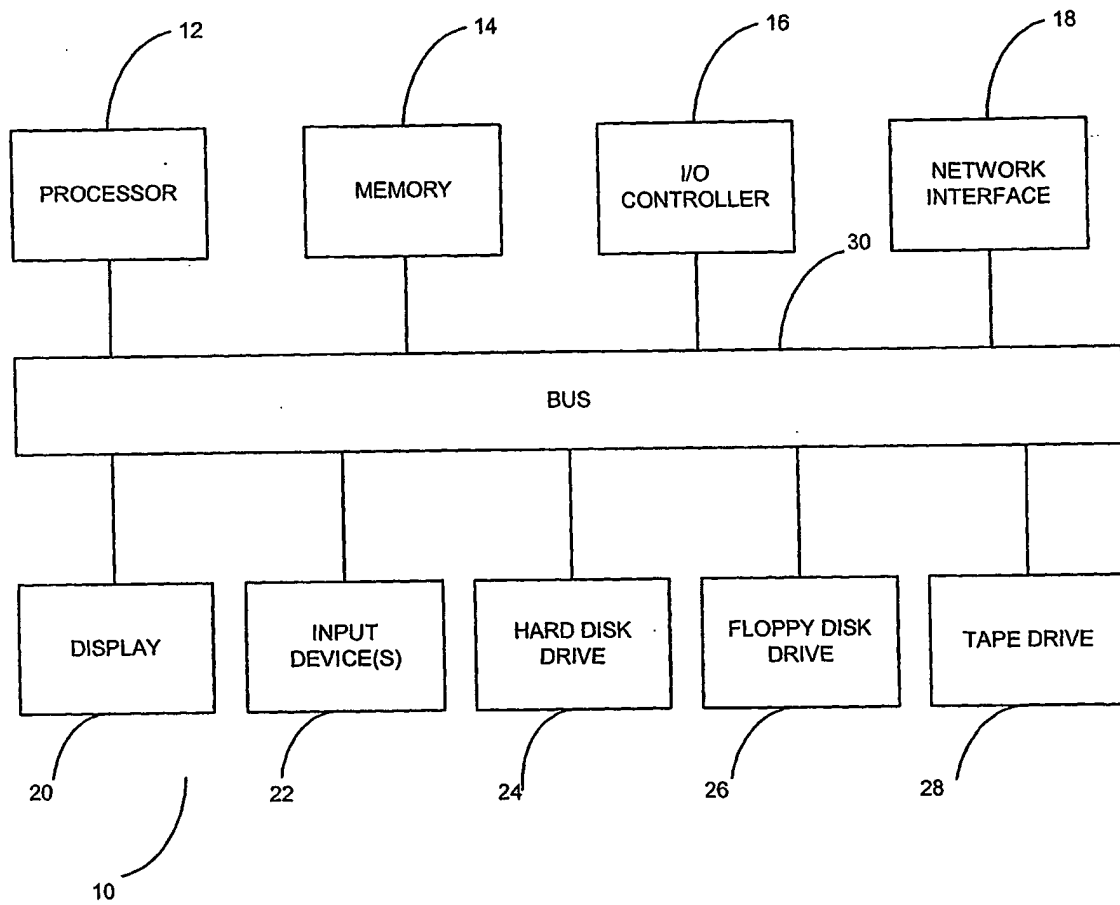 12
14
16
18
PROCESSOR
MEMORY
I/O
CONTROLLER
NETWORK
INTERFACE
30
BUS
DISPLAY
INPUT
DEVICE(S)
HARD DISK
DRIVE
FLOPPY DISK
DRIVE
TAPE DRIVE
20
22
24
26
28
10